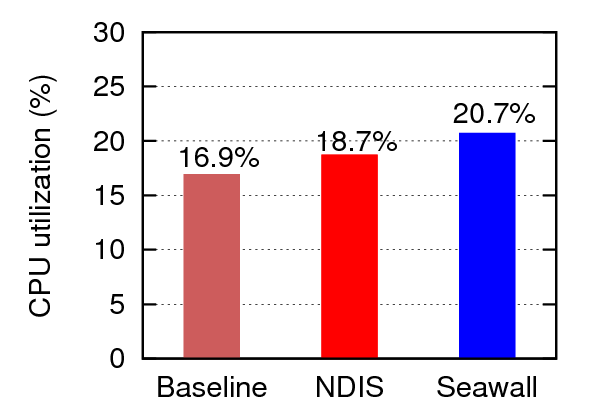 30
25
20
15
10
5
0
CPU utilization (%)
16.9%
18.7%
20.7%
Baseline
NDIS
Seawall